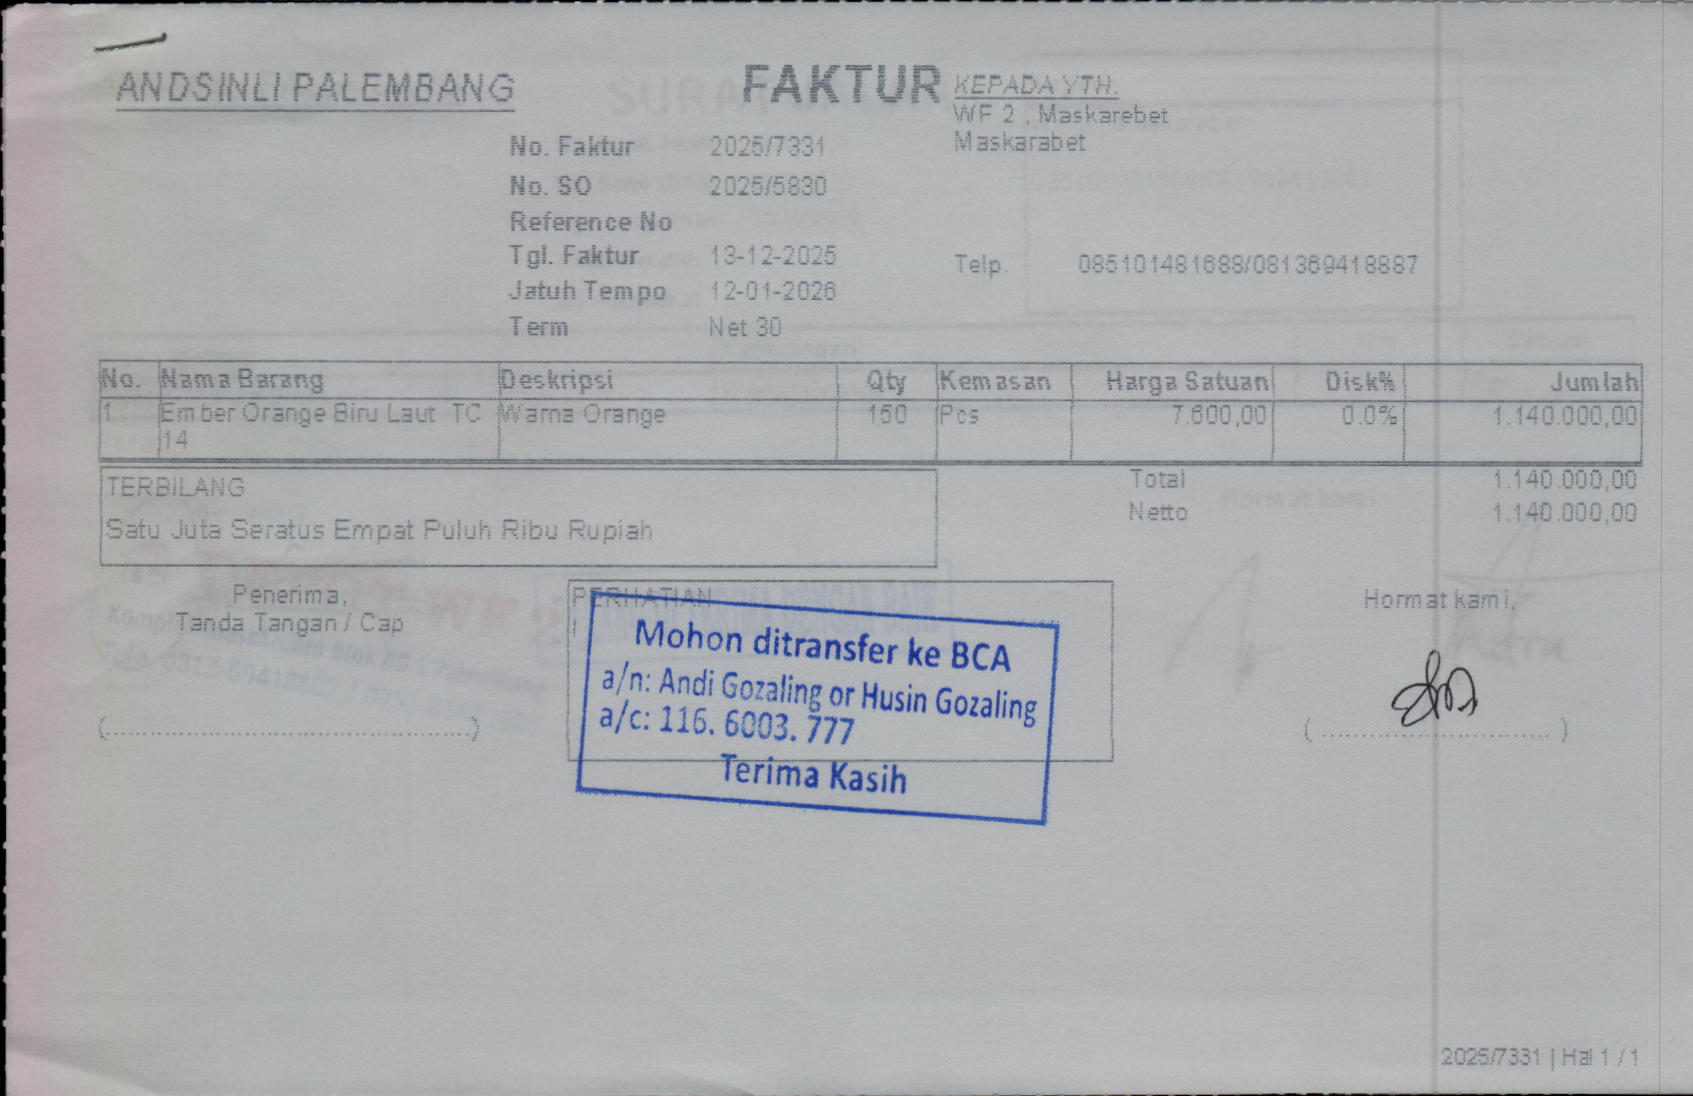 ANDSINLI PALEMBANG
FAKTUR
KEPADA YTH.
WF 2 , Maskarebet
Maskarabet
No. Faktur 2025/7331
No. SO 2025/5830
Reference No
Tgl. Faktur 13-12-2025
Telp. 085101481688/081369418887
Jatuh Tempo 12-01-2026
Term Net 30
No. Nama Barang Deskripsi Qty Kemasan Harga Satuan Disk% Jumlah
1 Ember Orange Biru Laut TC Warna Orange 150 Pcs 7.600,00 0.0% 1.140.000,00
14
TERBILANG
Satu Juta Seratus Empat Puluh Ribu Rupiah
Total 1.140.000,00
Netto 1.140.000,00
Penerima,
Tanda Tangan / Cap
(..........................................)
PERHATIAN
Mohon ditransfer ke BCA
a/n: Andi Gozaling or Husin Gozaling
a/c: 116. 6003. 777
Terima Kasih
Hormat kami,
( .............................. )
2025/7331 | Hal 1 / 1